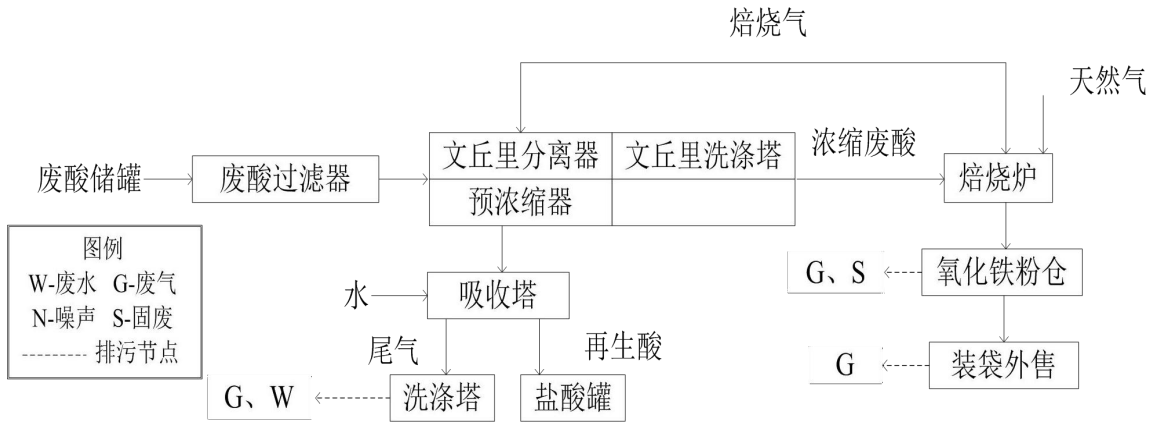 焙烧气
天然气
文丘里分离器 文丘里洗涤塔 浓缩废酸
废酸储罐 废酸过滤器 焙烧炉
预浓缩器
图例
W-废水 G-废气
N-噪声 S-固废
排污节点
水 吸收塔
G、S 氧化铁粉仓
尾气 再生酸
G 装袋外售
G、W 洗涤塔 盐酸罐